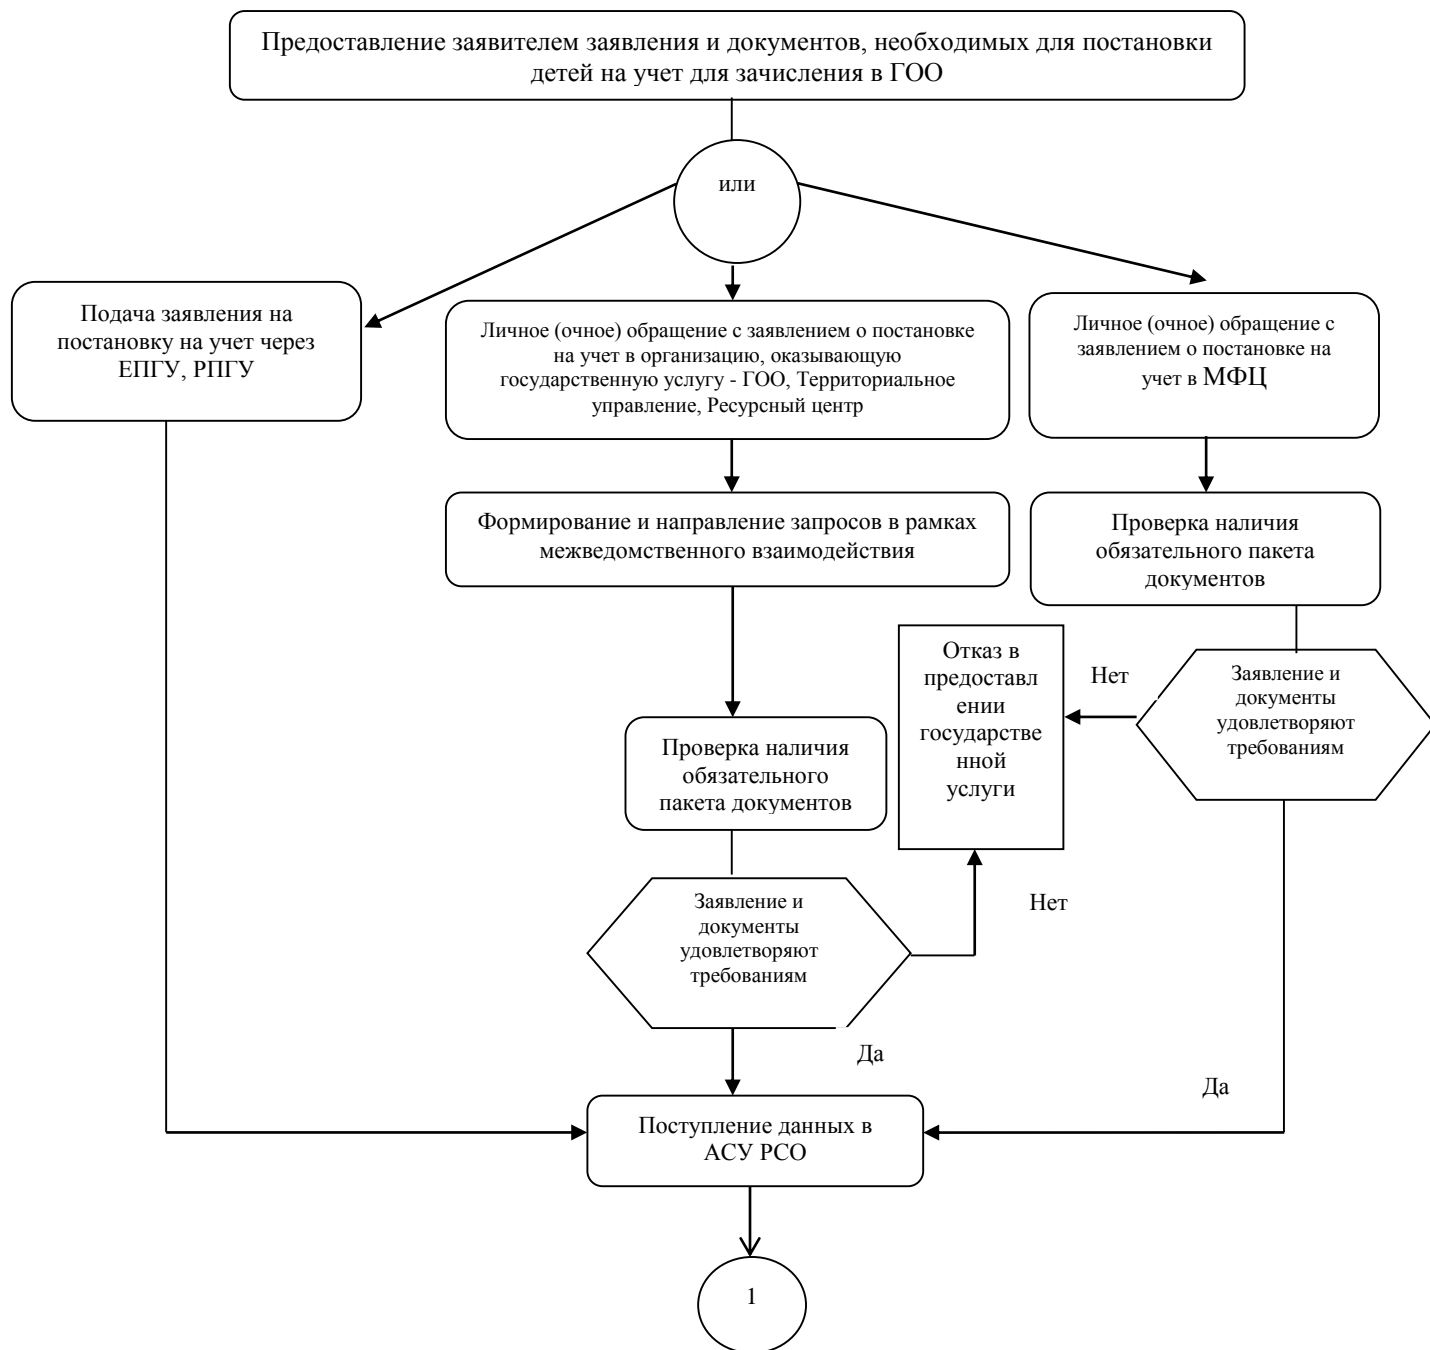 Предоставление заявителем заявления и документов, необходимых для постановки
детей на учет для зачисления в ГОО
или
Подача заявления на
постановку на учет через
ЕПГУ, РПГУ
Личное (очное) обращение с заявлением о постановке
на учет в организацию, оказывающую
государственную услугу - ГОО, Территориальное
управление, Ресурсный центр
Личное (очное) обращение с
заявлением о постановке на
учет в МФЦ
Формирование и направление запросов в рамках
межведомственного взаимодействия
Проверка наличия
обязательного пакета
документов
Отказ в
предоставл
ении
государстве
нной
услуги
Нет
Заявление и
документы
удовлетворяют
требованиям
Проверка наличия
обязательного
пакета документов
Заявление и
документы
удовлетворяют
требованиям
Нет
Да
Да
Поступление данных в
АСУ РСО
1